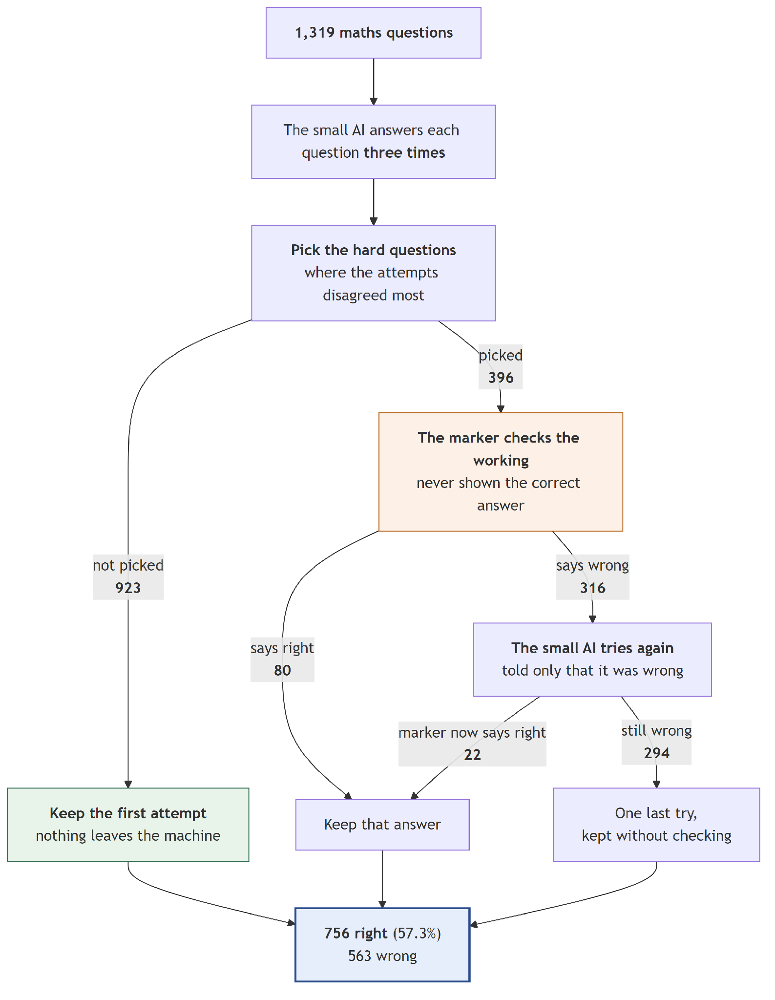 1,319 maths questions
The small AI answers each
question three times
Pick the hard questions
where the attempts
disagreed most
picked
396
The marker checks the
working
never shown the correct
answer
not picked
923
says wrong
316
says right
80
The small AI tries again
told only that it was wrong
marker now says right
22
still wrong
294
Keep the first attempt
nothing leaves the machine
Keep that answer
One last try,
kept without checking
756 right (57.3%)
563 wrong